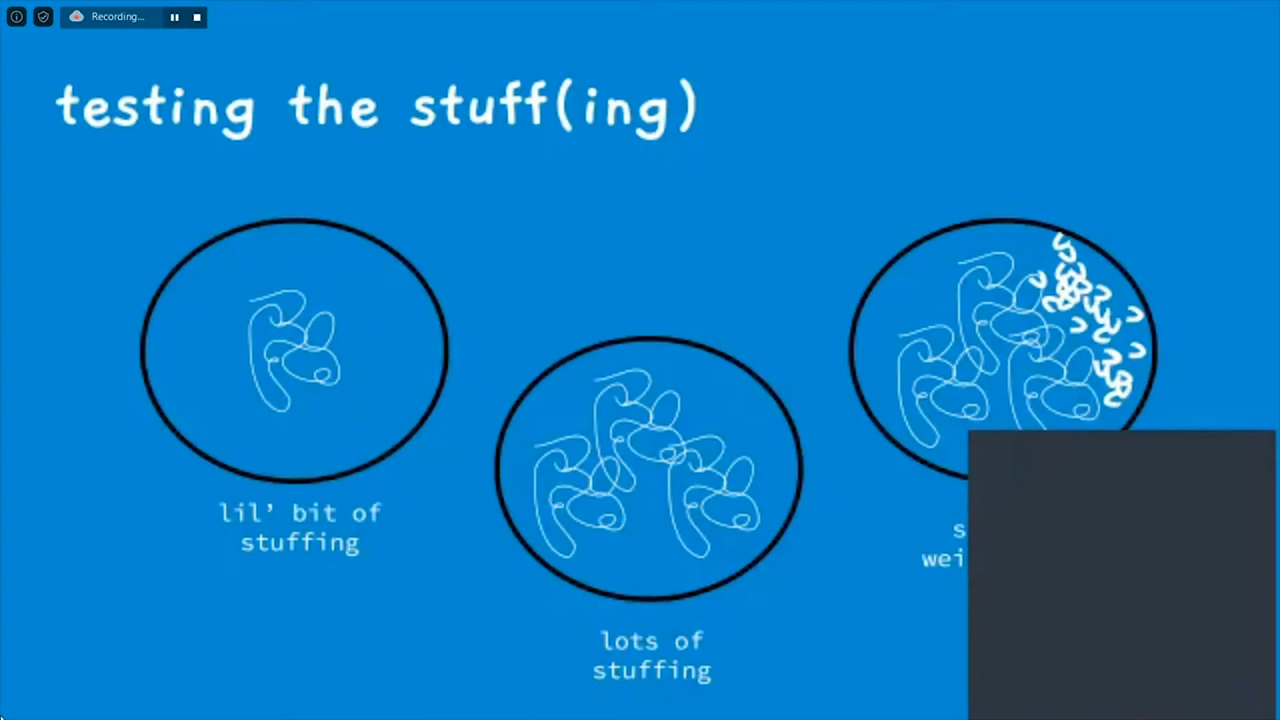 Recording...
testing the stuff(ing)
lil’ bit of
stuffing
lots of
stuffing